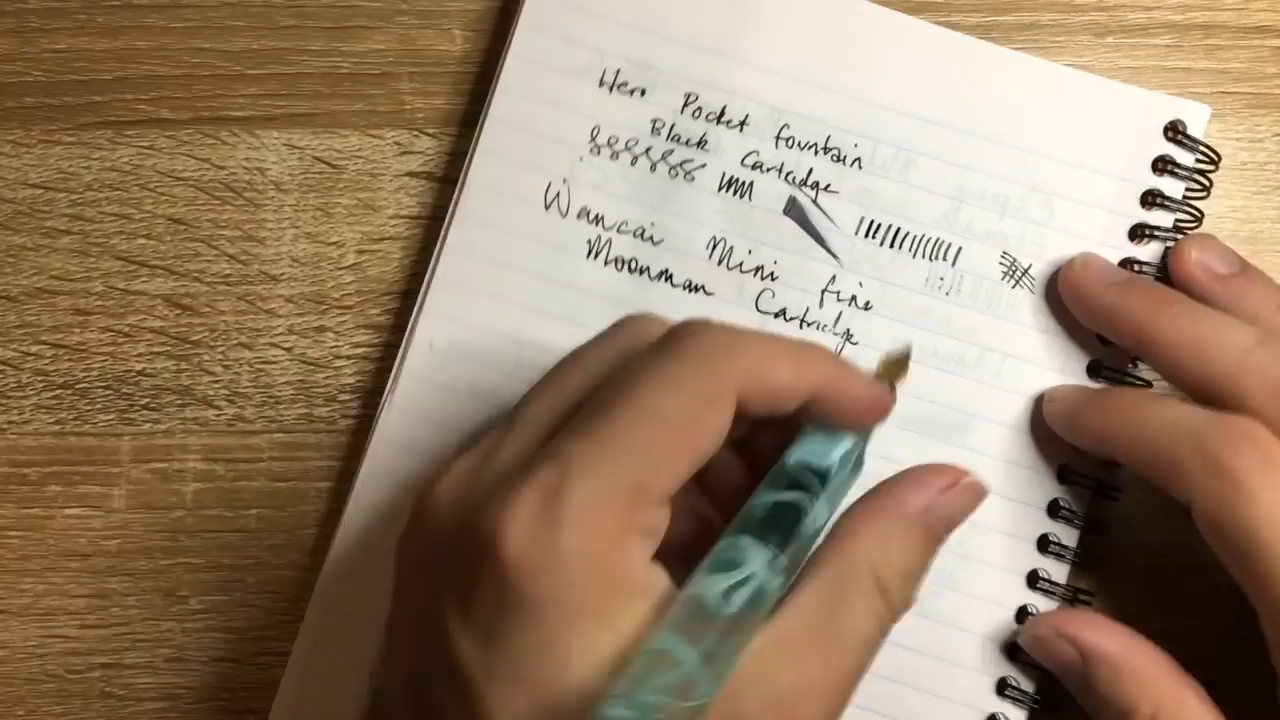 Hero Pocket fountain
Black Cartridge
Wancai Mini fine
Moonman Cartridge